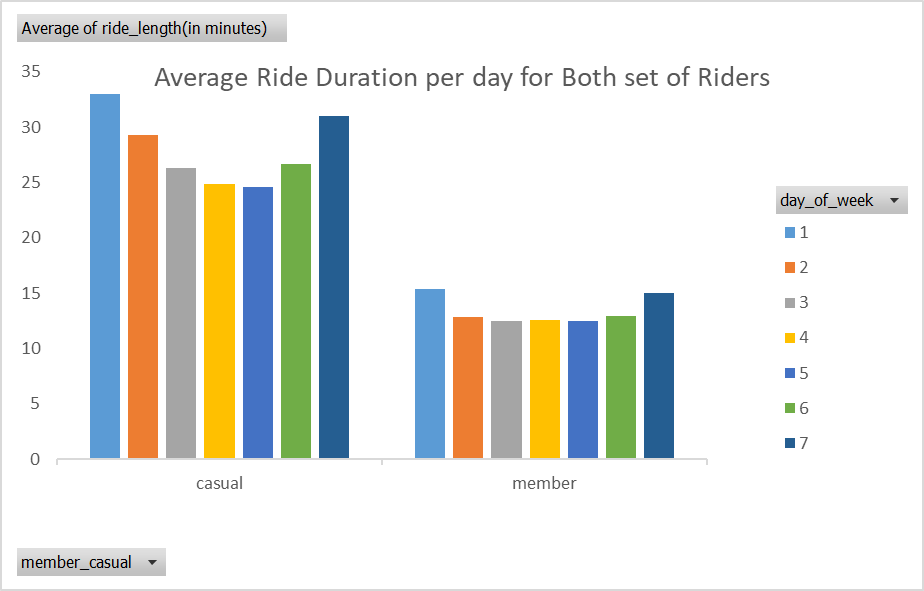 Average of ride_length(in minutes)
Average Ride Duration per day for Both set of Riders
35
30
25
20
15
10
5
0
casual
member
day_of_week
1
2
3
4
5
6
7
member_casual